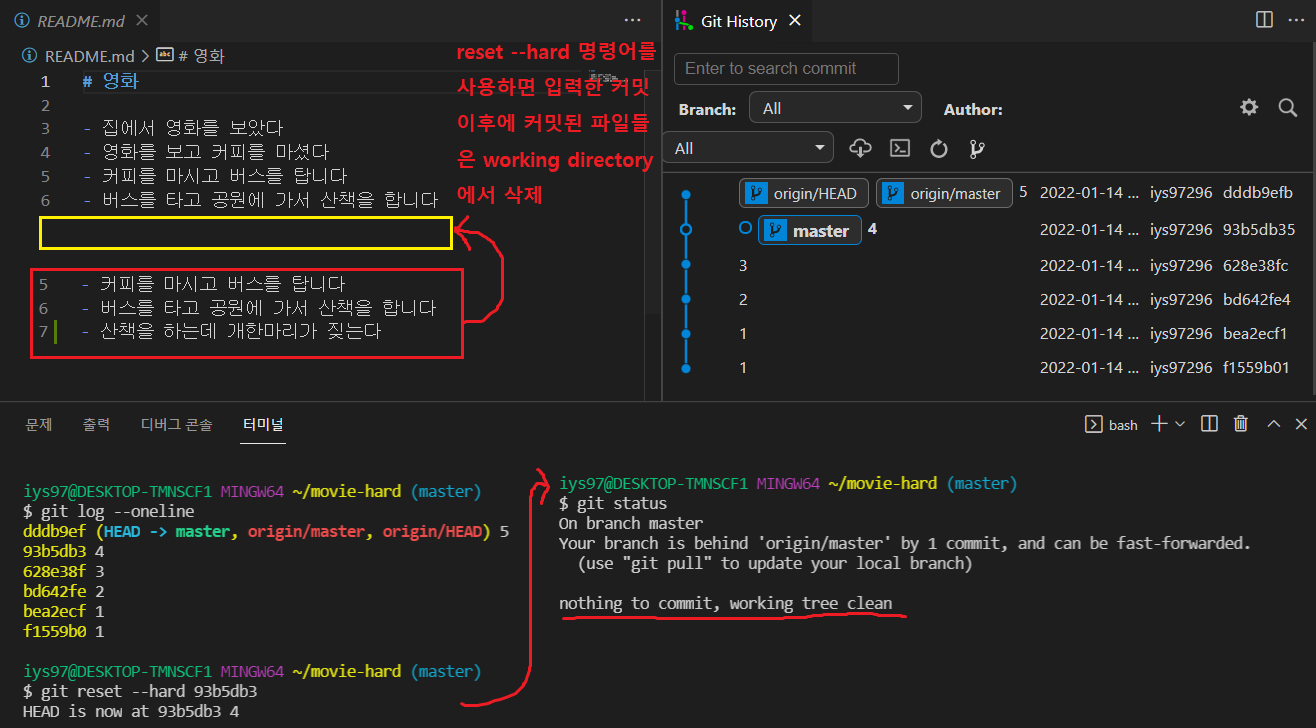 README.md
README.md > # 영화
1 # 영화
2
3 - 집에서 영화를 보았다
4 - 영화를 보고 커피를 마셨다
5 - 커피를 마시고 버스를 탑니다
6 - 버스를 타고 공원에 가서 산책을 합니다
5 - 커피를 마시고 버스를 탑니다
6 - 버스를 타고 공원에 가서 산책을 합니다
7 - 산책을 하는데 개한마리가 짖는다
reset --hard 명령어를
사용하면 입력한 커밋
이후에 커밋된 파일들
은 working directory
에서 삭제
Git History
Enter to search commit
Branch: All Author:
All
origin/HEAD origin/master 5 2022-01-14 ... iys97296 dddb9efb
master 4 2022-01-14 ... iys97296 93b5db35
3 2022-01-14 ... iys97296 628e38fc
2 2022-01-14 ... iys97296 bd642fe4
1 2022-01-14 ... iys97296 bea2ecf1
1 2022-01-14 ... iys97296 f1559b01
문제 출력 디버그 콘솔 터미널
bash
iys97@DESKTOP-TMNSCF1 MINGW64 ~/movie-hard (master)
$ git log --oneline
dddb9ef (HEAD -> master, origin/master, origin/HEAD) 5
93b5db3 4
628e38f 3
bd642fe 2
bea2ecf 1
f1559b0 1
iys97@DESKTOP-TMNSCF1 MINGW64 ~/movie-hard (master)
$ git reset --hard 93b5db3
HEAD is now at 93b5db3 4
iys97@DESKTOP-TMNSCF1 MINGW64 ~/movie-hard (master)
$ git status
On branch master
Your branch is behind 'origin/master' by 1 commit, and can be fast-forwarded.
(use "git pull" to update your local branch)
nothing to commit, working tree clean